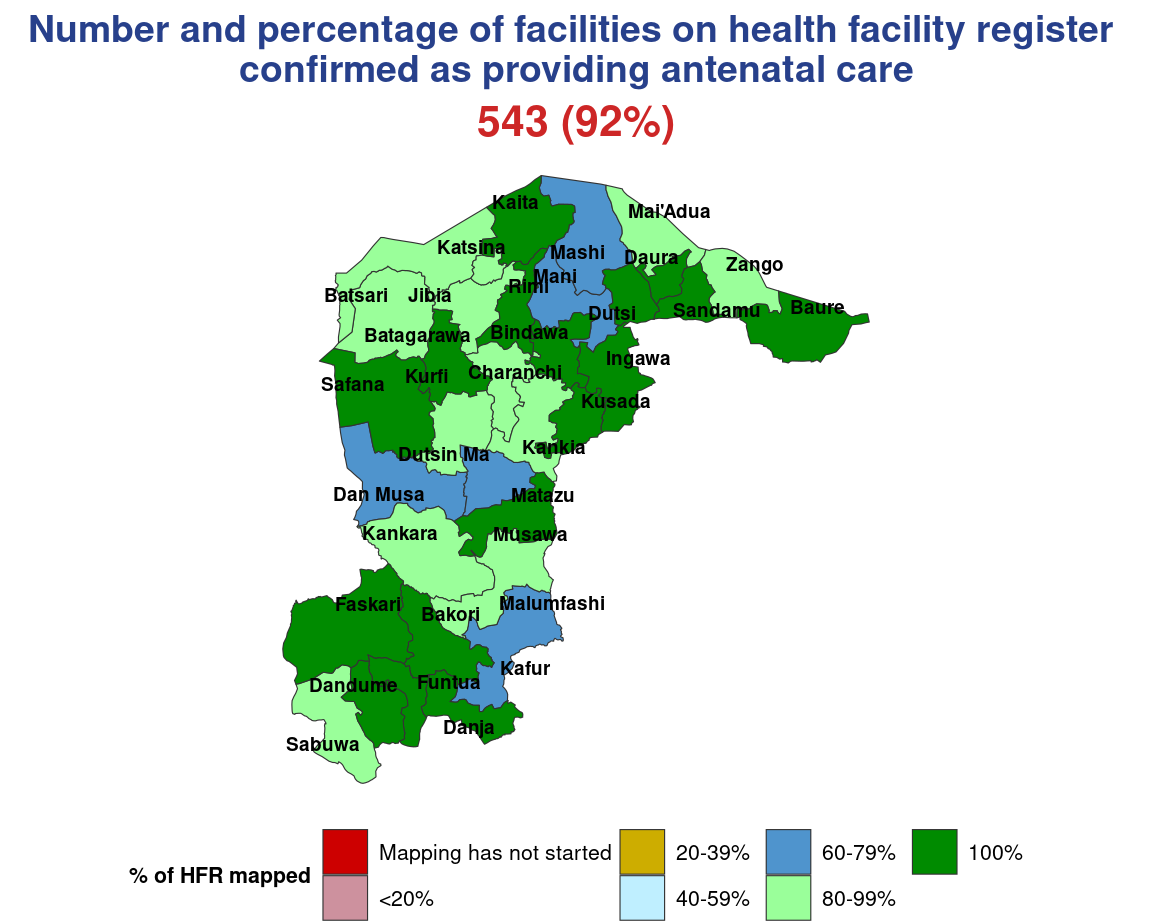 Number and percentage of facilities on health facility register
confirmed as providing antenatal care
543 (92%)
Kaita
Mai'Adua
Katsina
Mashi
Daura
Zango
Mani
Rimi
Batsari
Jibia
Baure
Sandamu
Dutsi
Batagarawa
Bindawa
Ingawa
Charanchi
Kurfi
Safana
Kusada
Kankia
Dutsin Ma
Dan Musa
Matazu
Kankara
Musawa
Faskari
Malumfashi
Bakori
Kafur
Funtua
Dandume
Danja
Sabuwa
% of HFR mapped
Mapping has not started
<20%
20-39%
40-59%
60-79%
80-99%
100%